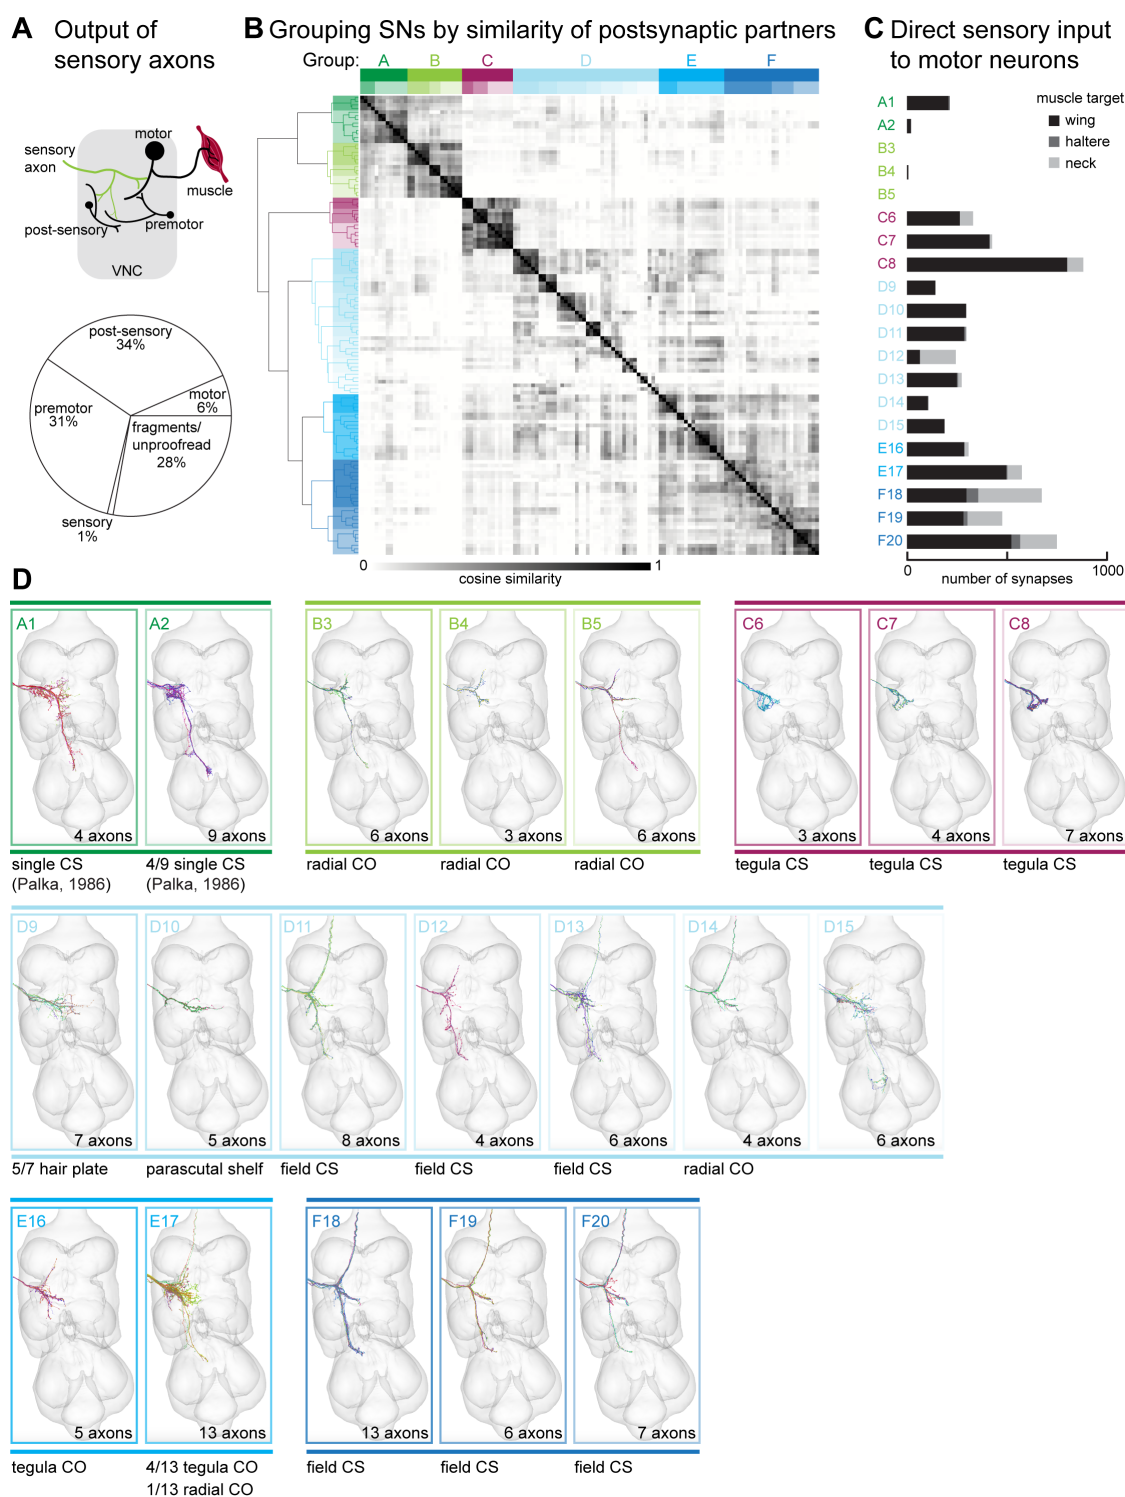 A Output of
sensory axons
sensory
axon
motor
muscle
post-sensory
premotor
VNC
post-sensory
34%
motor
6%
premotor
31%
fragments/
unproofread
28%
sensory
1%
B Grouping SNs by similarity of postsynaptic partners
Group: A B C D E F
0 1
cosine similarity
C Direct sensory input
to motor neurons
muscle target
wing
haltere
neck
A1
A2
B3
B4
B5
C6
C7
C8
D9
D10
D11
D12
D13
D14
D15
E16
E17
F18
F19
F20
0 1000
number of synapses
D
A1 A2 B3 B4 B5 C6 C7 C8
4 axons 9 axons 6 axons 3 axons 6 axons 3 axons 4 axons 7 axons
single CS 4/9 single CS radial CO radial CO radial CO tegula CS tegula CS tegula CS
(Palka, 1986) (Palka, 1986)
D9 D10 D11 D12 D13 D14 D15
7 axons 5 axons 8 axons 4 axons 6 axons 4 axons 6 axons
5/7 hair plate parascutal shelf field CS field CS field CS radial CO
E16 E17 F18 F19 F20
5 axons 13 axons 13 axons 6 axons 7 axons
tegula CO 4/13 tegula CO field CS field CS field CS
1/13 radial CO